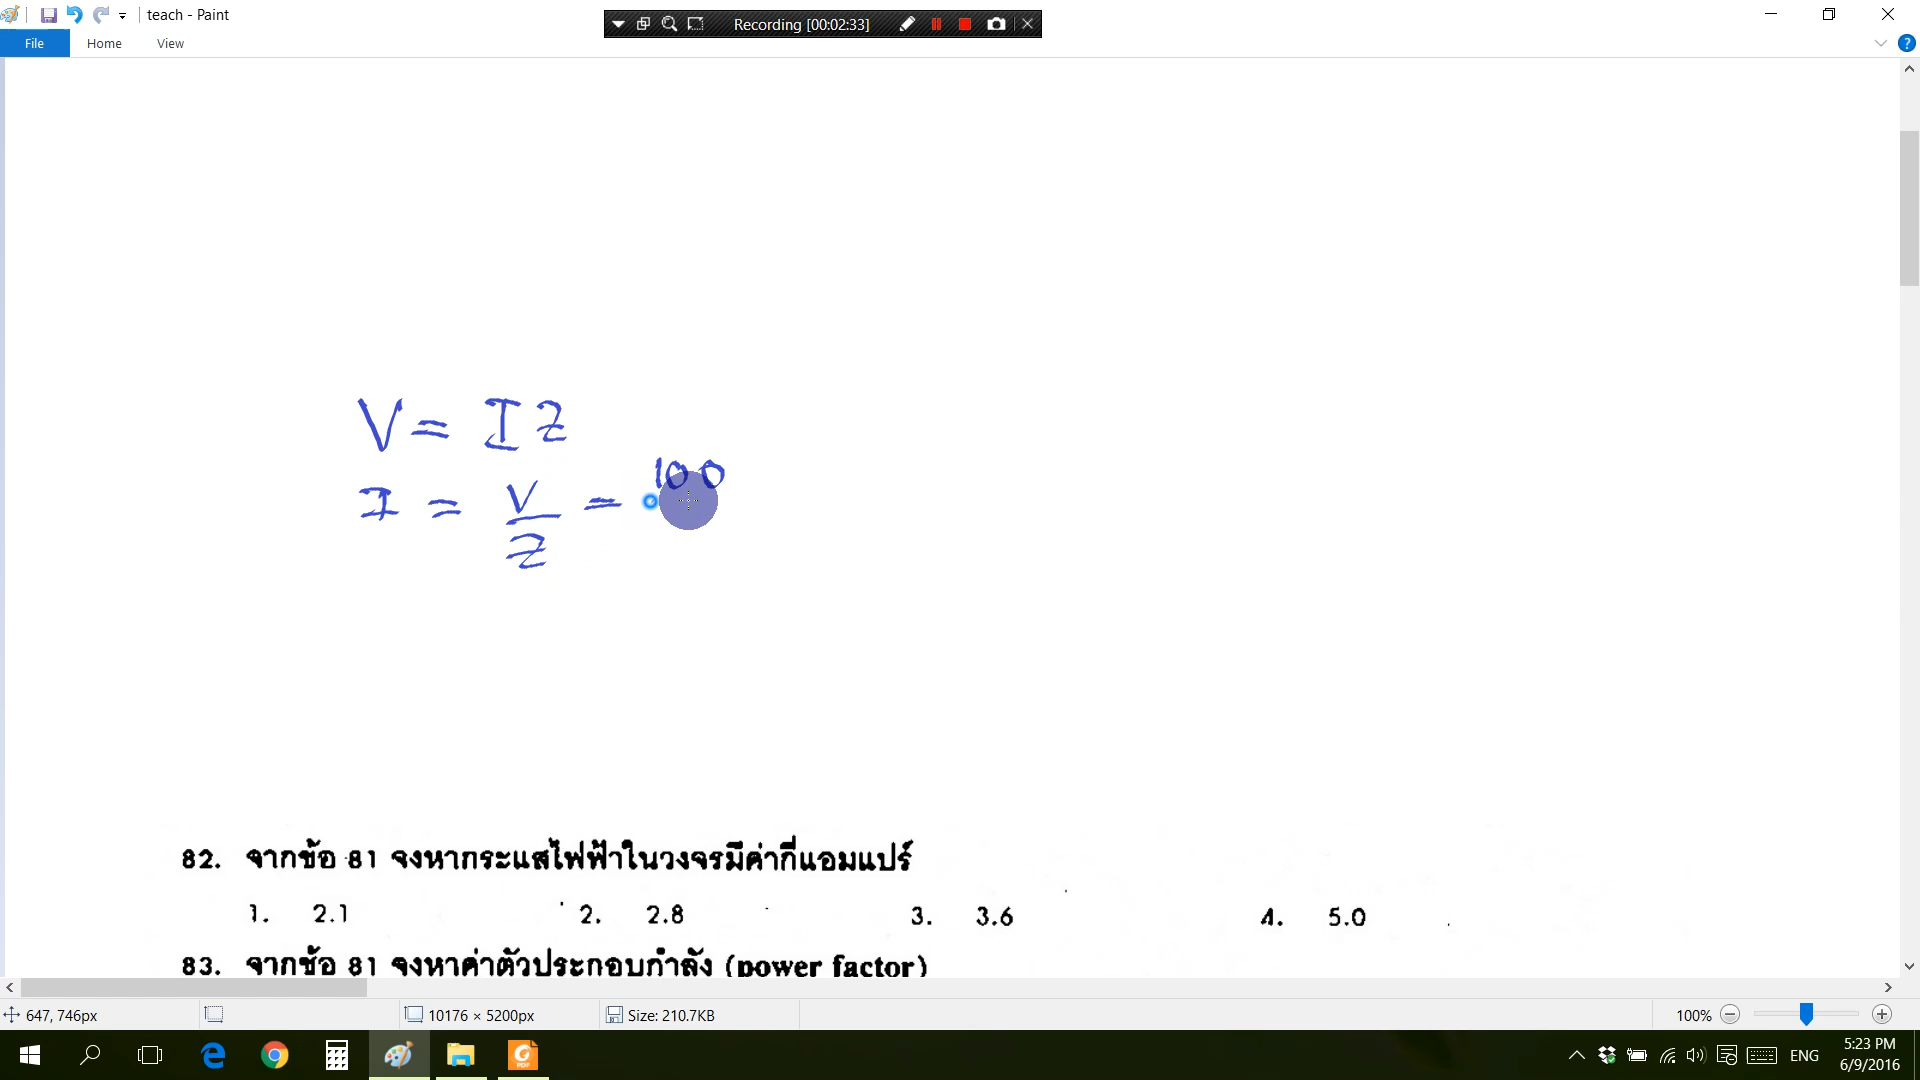 teach - Paint
Recording [00:02:33]
File Home View
V = I Z
I = V/Z = 100
82. จากข้อ 81 จงหากระแสไฟฟ้าในวงจรมีค่ากี่แอมแปร์
1. 2.1 2. 2.8 3. 3.6 4. 5.0
83. จากข้อ 81 จงหาค่าตัวประกอบกำลัง (power factor)
647, 746px 10176 × 5200px Size: 210.7KB 100%
ENG 5:23 PM
6/9/2016